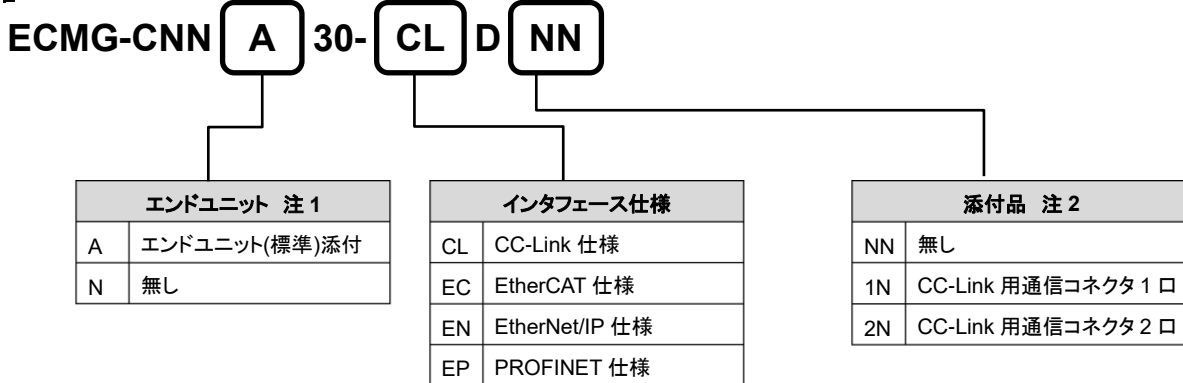 ECMG-CNN A 30- CL D NN
エンドユニット 注 1
A エンドユニット(標準)添付
N 無し
インタフェース仕様
CL CC-Link 仕様
EC EtherCAT 仕様
EN EtherNet/IP 仕様
EP PROFINET 仕様
添付品 注 2
NN 無し
1N CC-Link 用通信コネクタ 1 口
2N CC-Link 用通信コネクタ 2 口